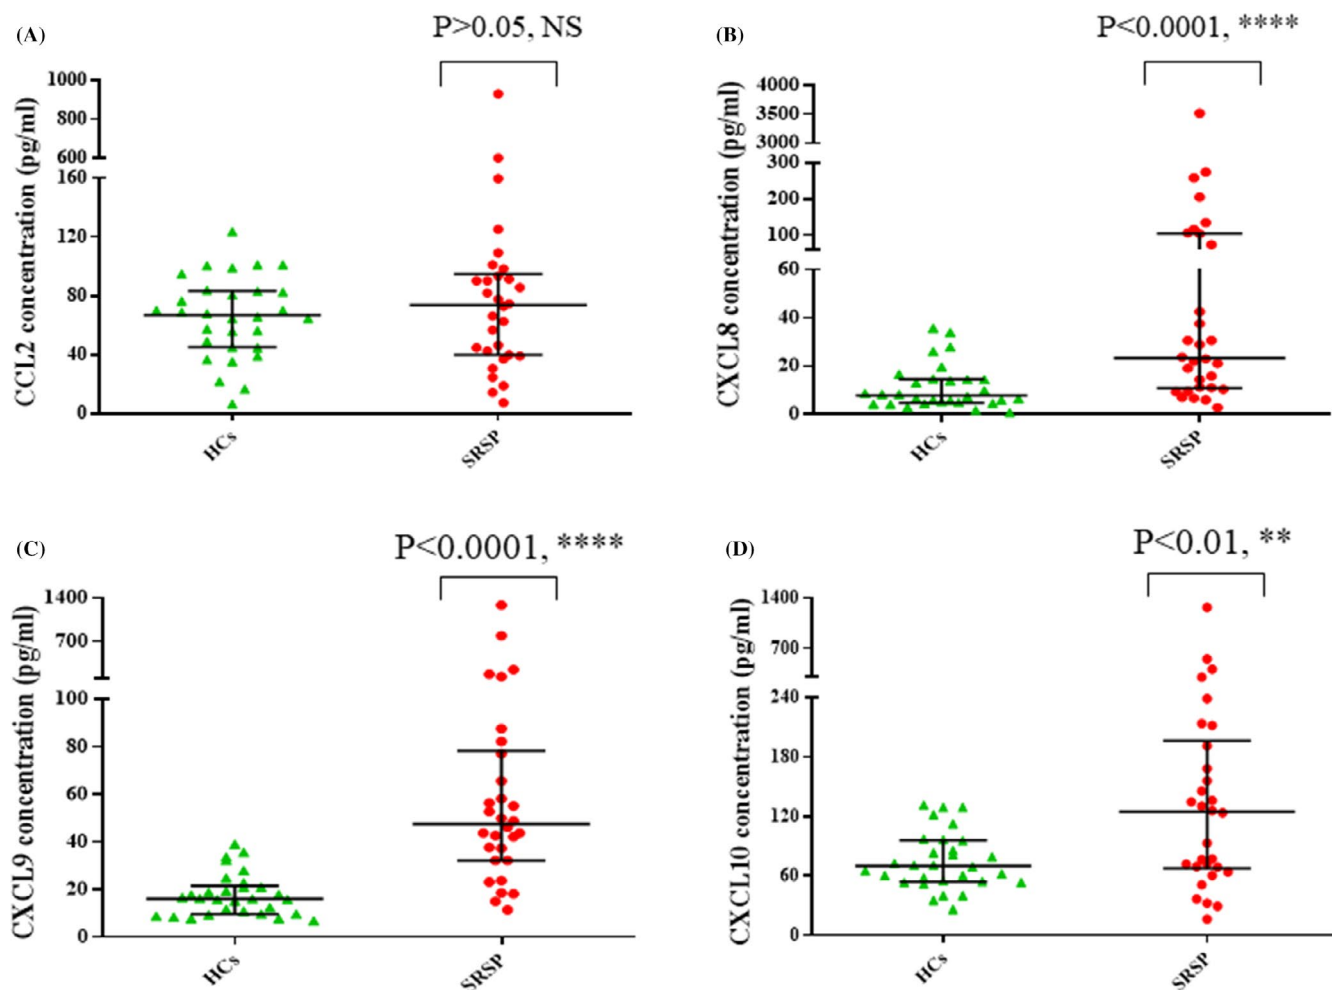 (A)
P>0.05, NS
CCL2 concentration (pg/ml)
1000
800
600
160
120
80
40
0
HCs
SRSP
(B)
P<0.0001, ****
CXCL8 concentration (pg/ml)
4000
3500
3000
300
200
100
60
40
20
0
HCs
SRSP
(C)
P<0.0001, ****
CXCL9 concentration (pg/ml)
1400
700
100
80
60
40
20
0
HCs
SRSP
(D)
P<0.01, **
CXCL10 concentration (pg/ml)
1400
700
240
180
120
60
0
HCs
SRSP